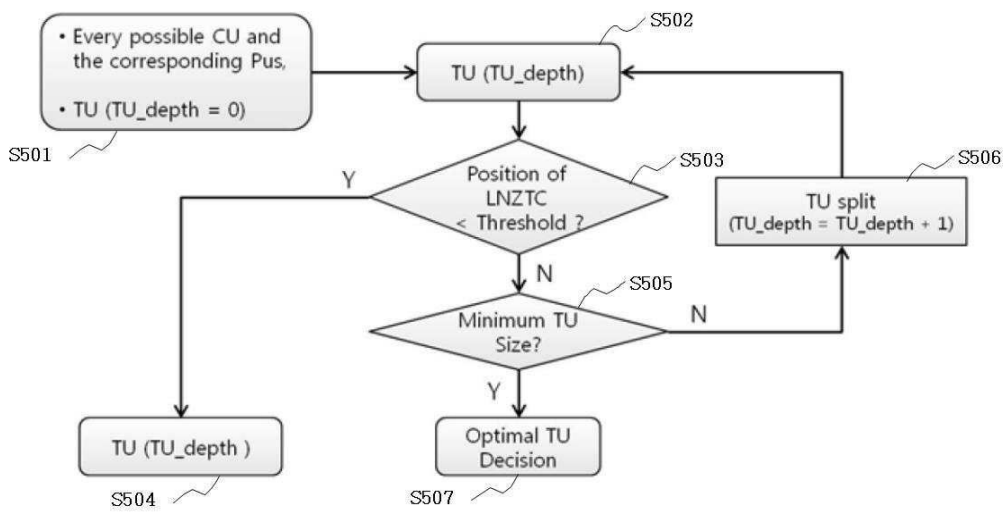 • Every possible CU and
the corresponding Pus,
• TU (TU_depth = 0)
S501
TU (TU_depth)
S502
Position of
LNZTC
< Threshold ?
S503
Y
N
TU split
(TU_depth = TU_depth + 1)
S506
Minimum TU
Size?
S505
N
Y
TU (TU_depth )
S504
Optimal TU
Decision
S507